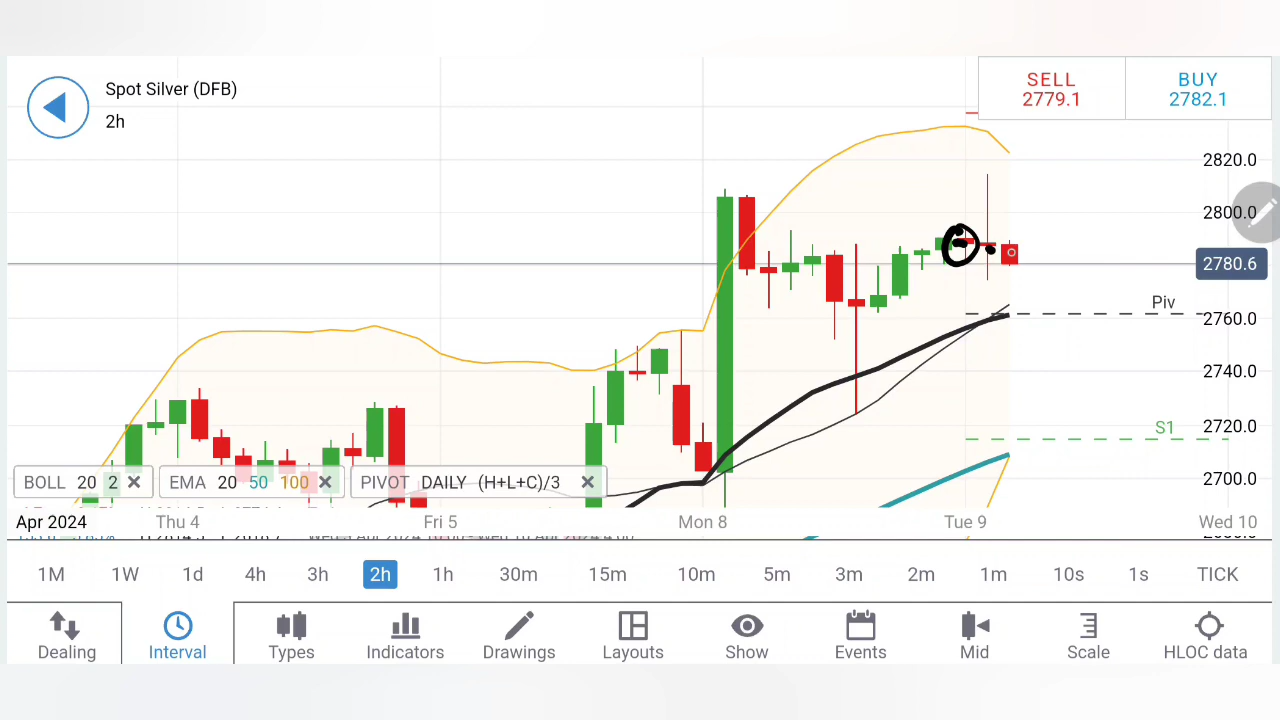 Spot Silver (DFB)
2h
SELL
2779.1
BUY
2782.1
2820.0
2800.0
2780.6
Piv
2760.0
2740.0
S1
2720.0
2700.0
BOLL 20 2
EMA 20 50 100
PIVOT DAILY (H+L+C)/3
Apr 2024 Thu 4 Fri 5 Mon 8 Tue 9 Wed 10
1M 1W 1d 4h 3h 2h 1h 30m 15m 10m 5m 3m 2m 1m 10s 1s TICK
Dealing Interval Types Indicators Drawings Layouts Show Events Mid Scale HLOC data